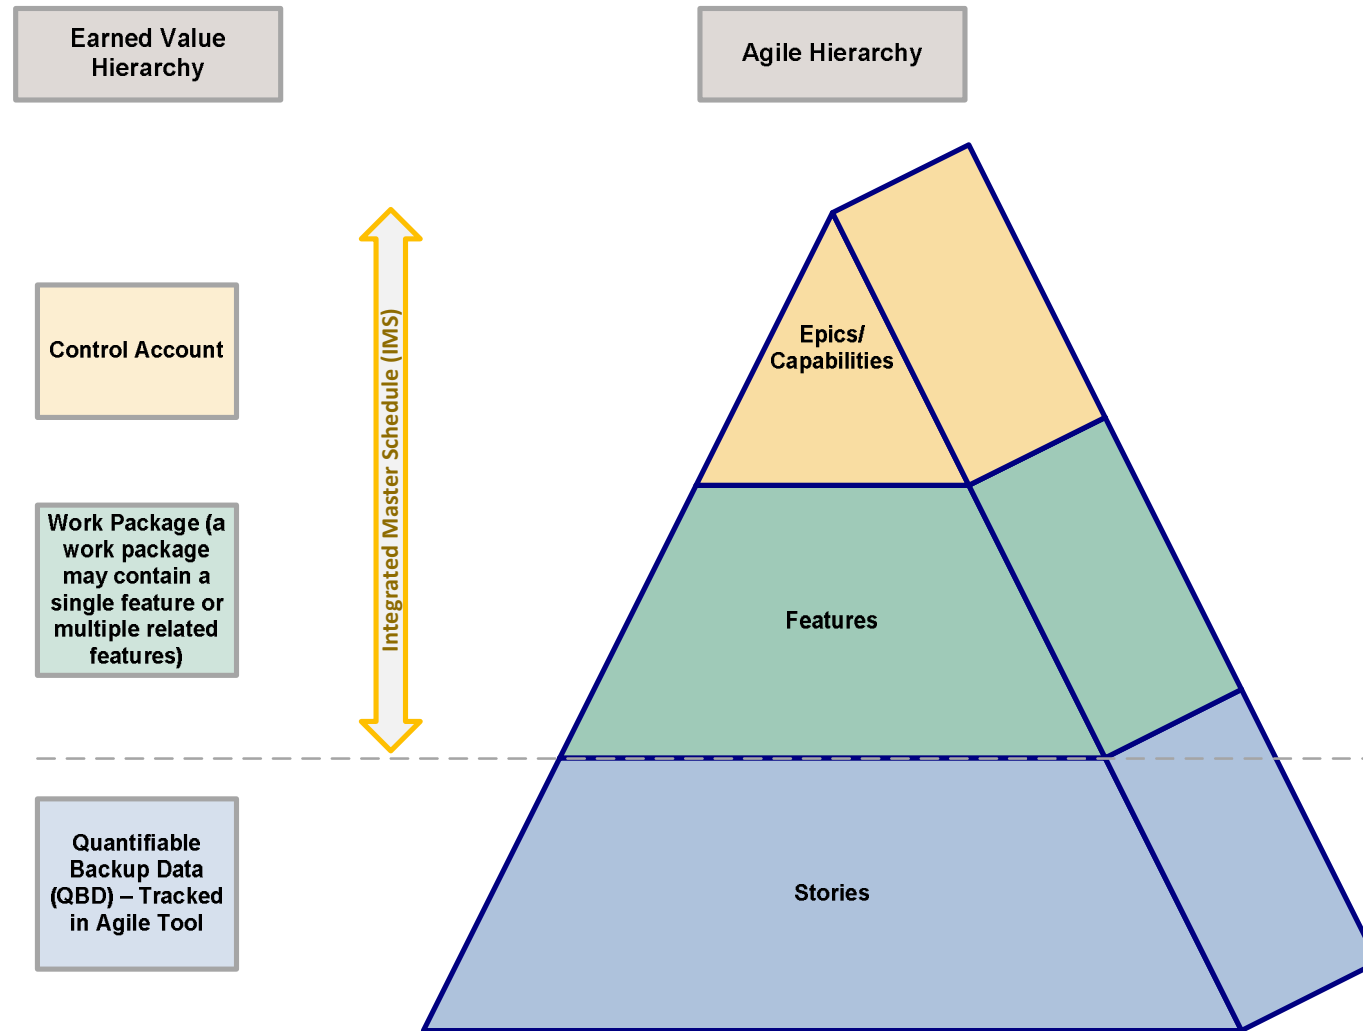 Earned Value
Hierarchy
Agile Hierarchy
Control Account
Integrated Master Schedule (IMS)
Epics/
Capabilities
Work Package (a
work package
may contain a
single feature or
multiple related
features)
Features
Quantifiable
Backup Data
(QBD) – Tracked
in Agile Tool
Stories